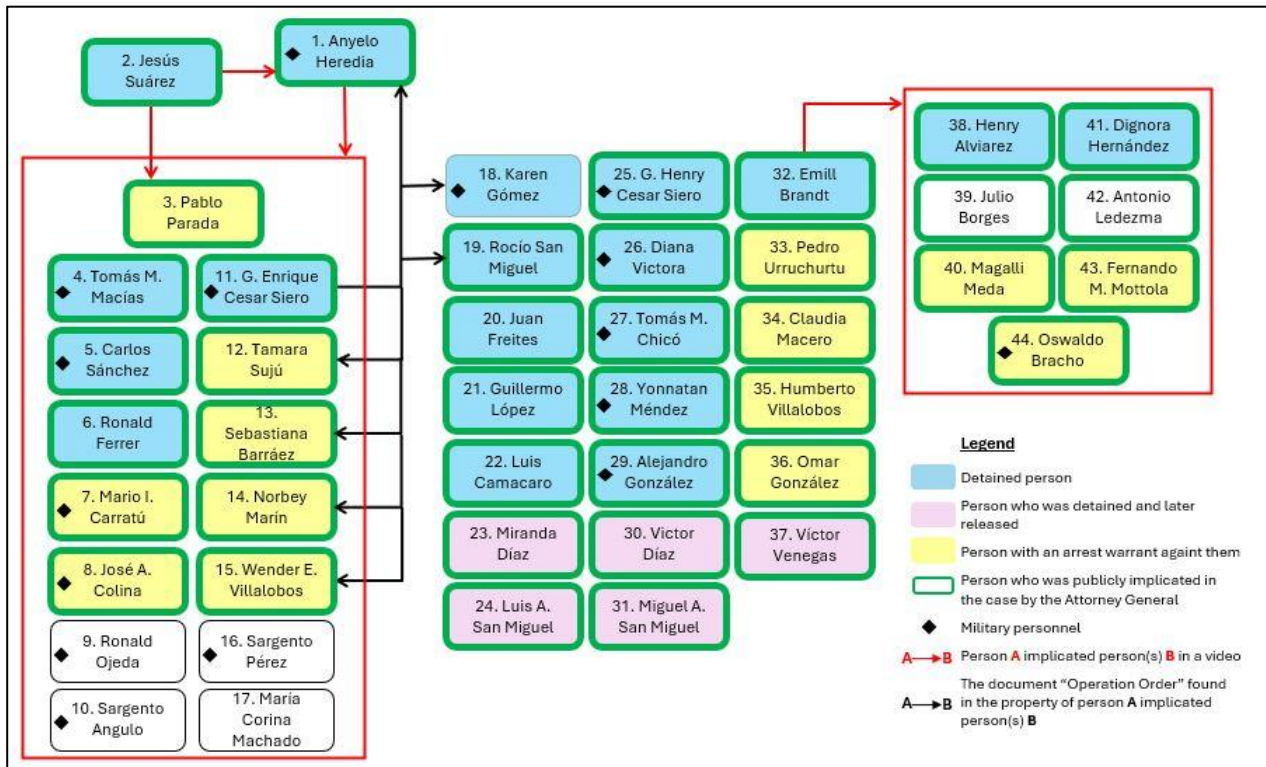 2. Jesús
Suárez
1. Anyelo
Heredia
3. Pablo
Parada
4. Tomás M.
Macías
11. G. Enrique
Cesar Siero
5. Carlos
Sánchez
12. Tamara
Sujú
6. Ronald
Ferrer
13.
Sebastiana
Barráez
7. Mario I.
Carratú
14. Norbey
Marín
8. José A.
Colina
15. Wender E.
Villalobos
9. Ronald
Ojeda
16. Sargento
Pérez
10. Sargento
Angulo
17. María
Corina
Machado
18. Karen
Gómez
25. G. Henry
Cesar Siero
32. Emill
Brandt
19. Rocío San
Miguel
26. Diana
Victora
33. Pedro
Urruchurtu
20. Juan
Freites
27. Tomás M.
Chicó
34. Claudia
Macero
21. Guillermo
López
28. Yonnatan
Méndez
35. Humberto
Villalobos
22. Luis
Camacaro
29. Alejandro
González
36. Omar
González
23. Miranda
Díaz
30. Victor
Díaz
37. Víctor
Venegas
24. Luis A.
San Miguel
31. Miguel A.
San Miguel
38. Henry
Alviarez
41. Dignora
Hernández
39. Julio
Borges
42. Antonio
Ledezma
40. Magalli
Meda
43. Fernando
M. Mottola
44. Oswaldo
Bracho
Legend
Detained person
Person who was detained and later
released
Person with an arrest warrant againt them
Person who was publicly implicated in
the case by the Attorney General
Military personnel
A B Person A implicated person(s) B in a video
The document “Operation Order” found
A B in the property of person A implicated
person(s) B